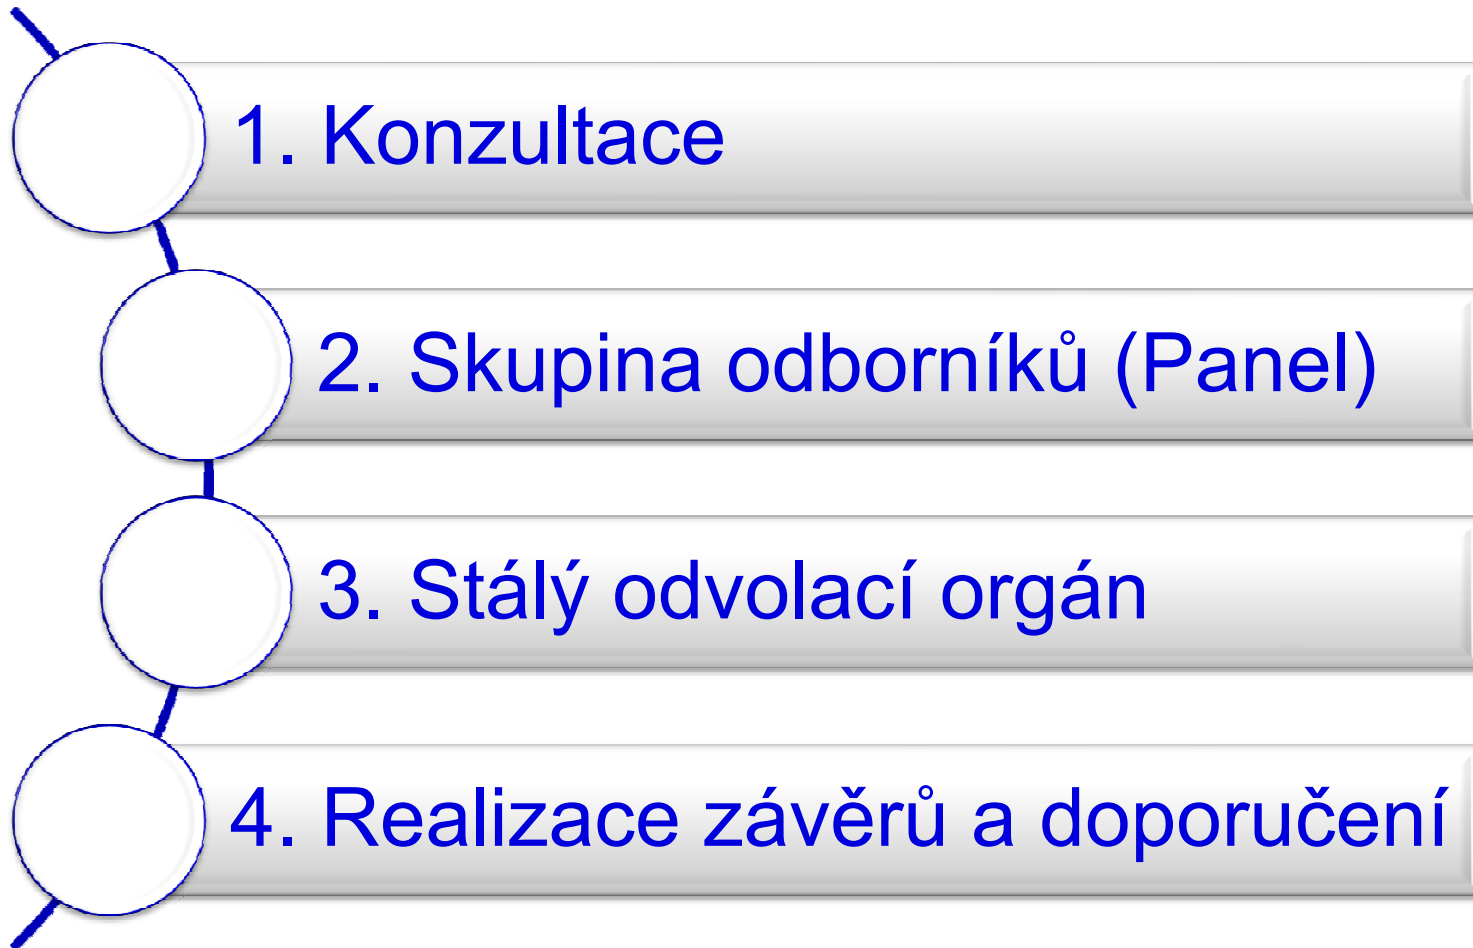 1. Konzultace
2. Skupina odborníků (Panel)
3. Stálý odvolací orgán
4. Realizace závěrů a doporučení